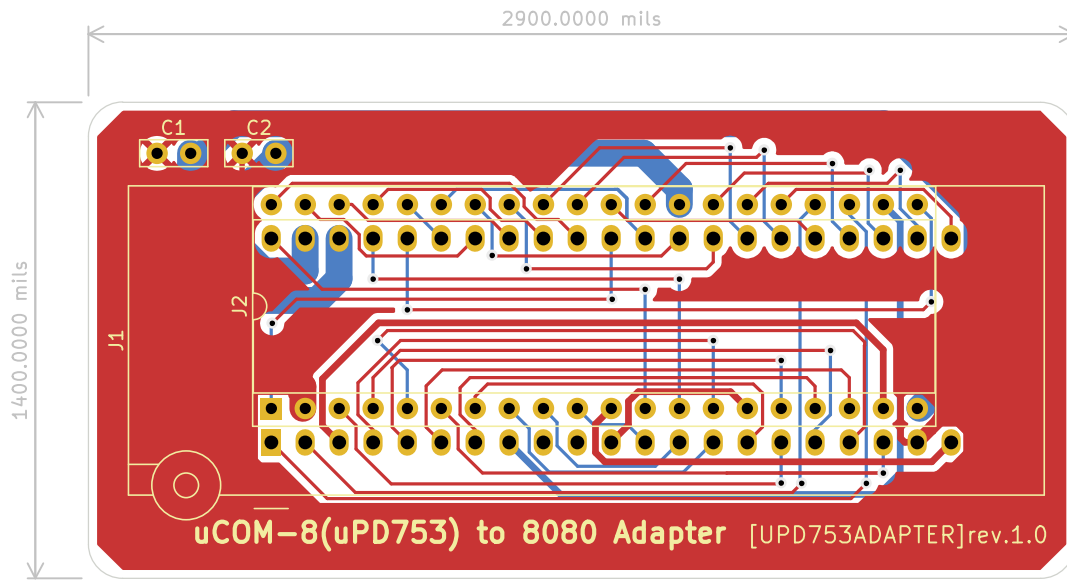 2900.0000 mils
C1
C2
1400.0000 mils
J1
J2
uCOM-8(uPD753) to 8080 Adapter
[UPD753ADAPTER]rev.1.0